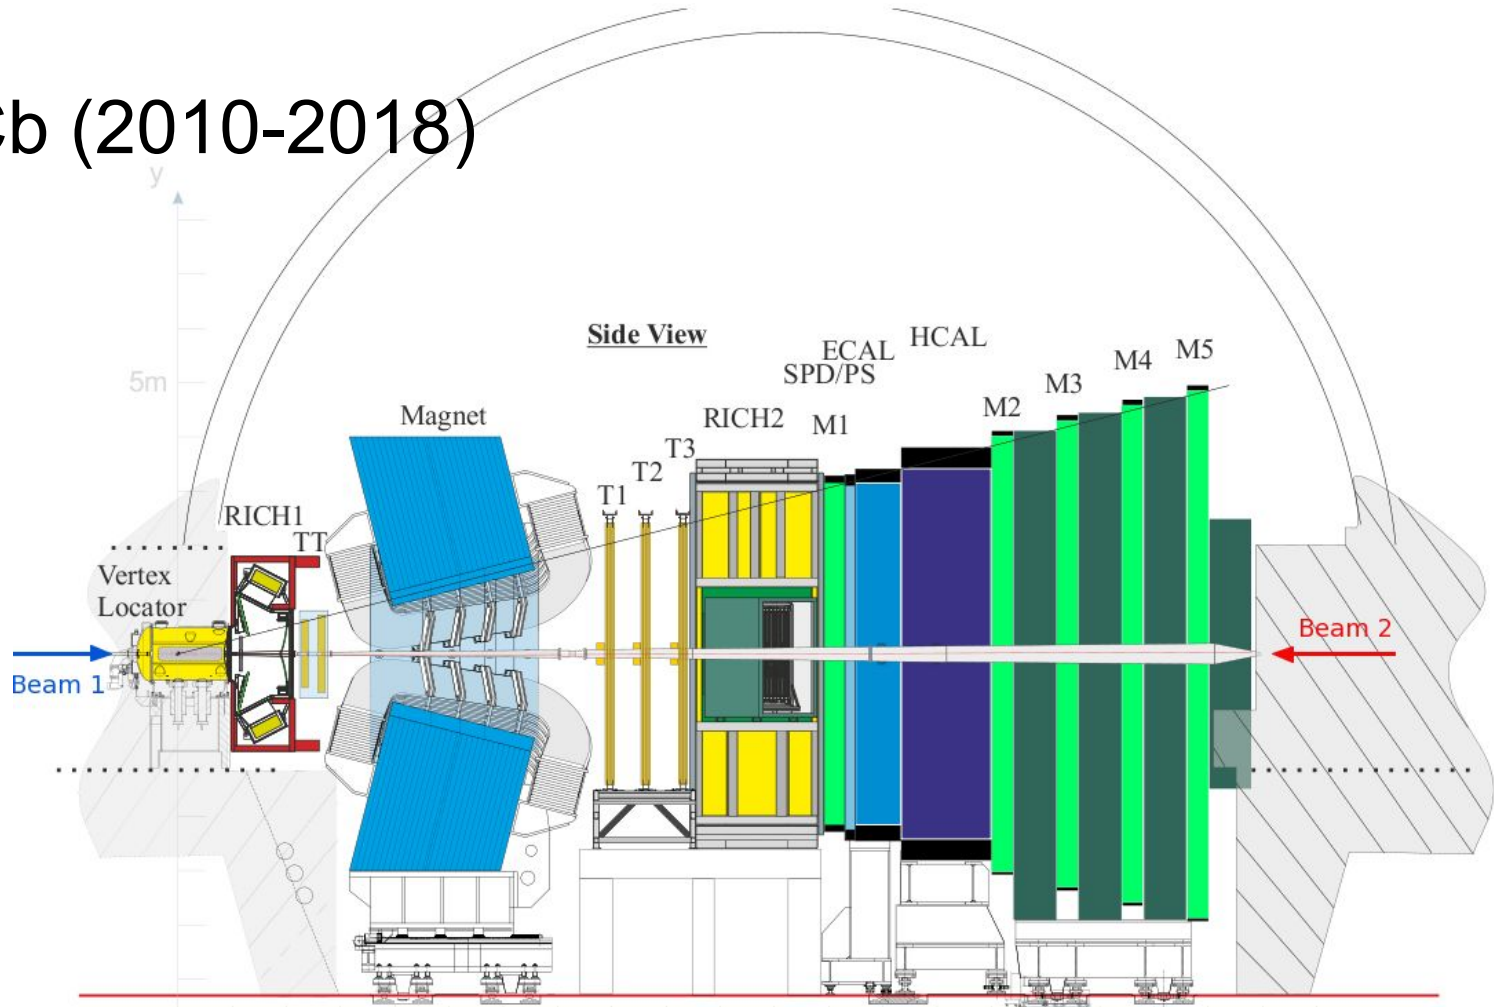 Cb (2010-2018)
y
5m
Side View
ECAL
HCAL
SPD/PS
M1
M2
M3
M4
M5
Magnet
RICH2
T1
T2
T3
RICH1
TT
Vertex
Locator
Beam 1
Beam 2